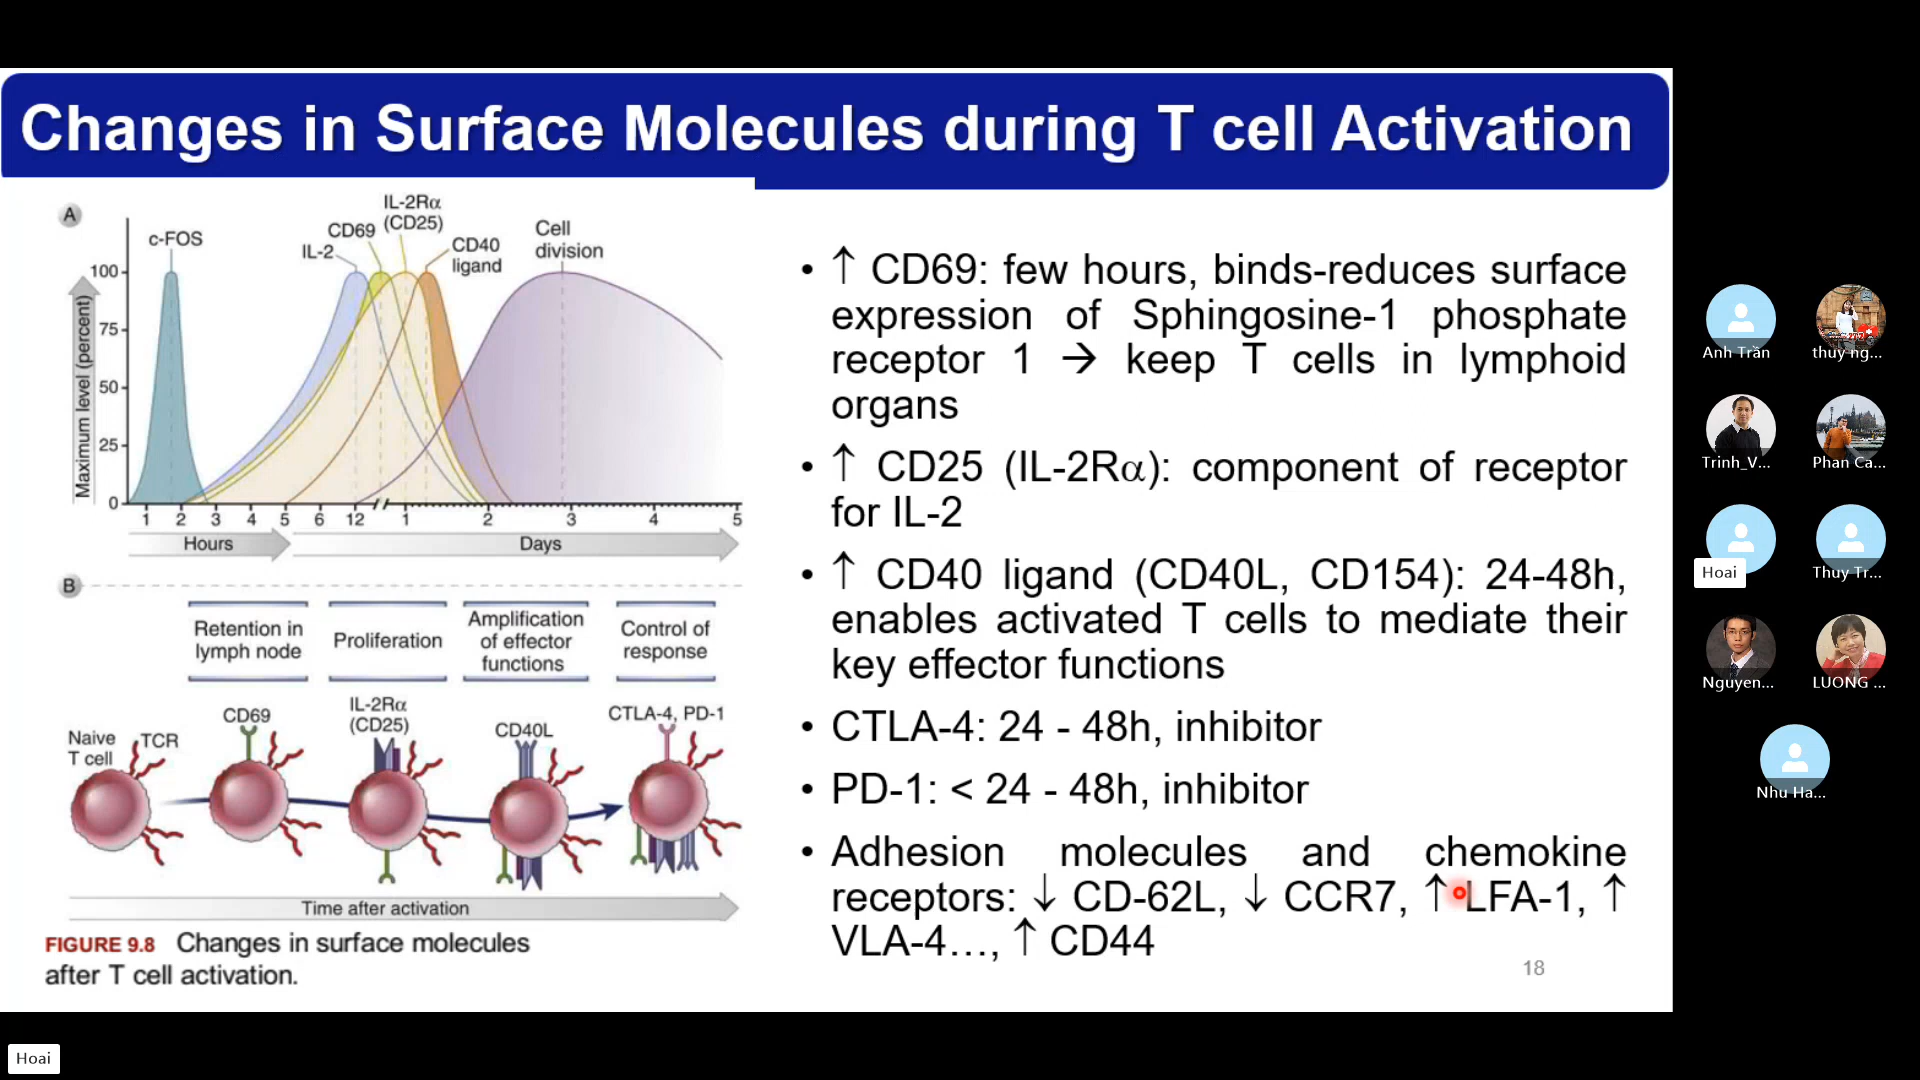 Changes in Surface Molecules during T cell Activation
A
c-FOS
IL-2
CD69
IL-2Rα
(CD25)
CD40
ligand
Cell
division
Maximum level (percent)
100
75
50
25
0
1 2 3 4 5 6 12 1 2 3 4 5
Hours
Days
B
Retention in
lymph node
Proliferation
Amplification
of effector
functions
Control of
response
Naive
T cell
TCR
CD69
IL-2Rα
(CD25)
CD40L
CTLA-4, PD-1
Time after activation
FIGURE 9.8 Changes in surface molecules
after T cell activation.
• ↑ CD69: few hours, binds-reduces surface
expression of Sphingosine-1 phosphate
receptor 1 → keep T cells in lymphoid
organs
• ↑ CD25 (IL-2Rα): component of receptor
for IL-2
• ↑ CD40 ligand (CD40L, CD154): 24-48h,
enables activated T cells to mediate their
key effector functions
• CTLA-4: 24 - 48h, inhibitor
• PD-1: < 24 - 48h, inhibitor
• Adhesion molecules and chemokine
receptors: ↓ CD-62L, ↓ CCR7, ↑ LFA-1, ↑
VLA-4…, ↑ CD44
18
Anh Trần
thuy ng...
Trinh_V...
Phan Ca...
Hoai
Thuy Tr...
Nguyen...
LUONG ...
Nhu Ha...
Hoai